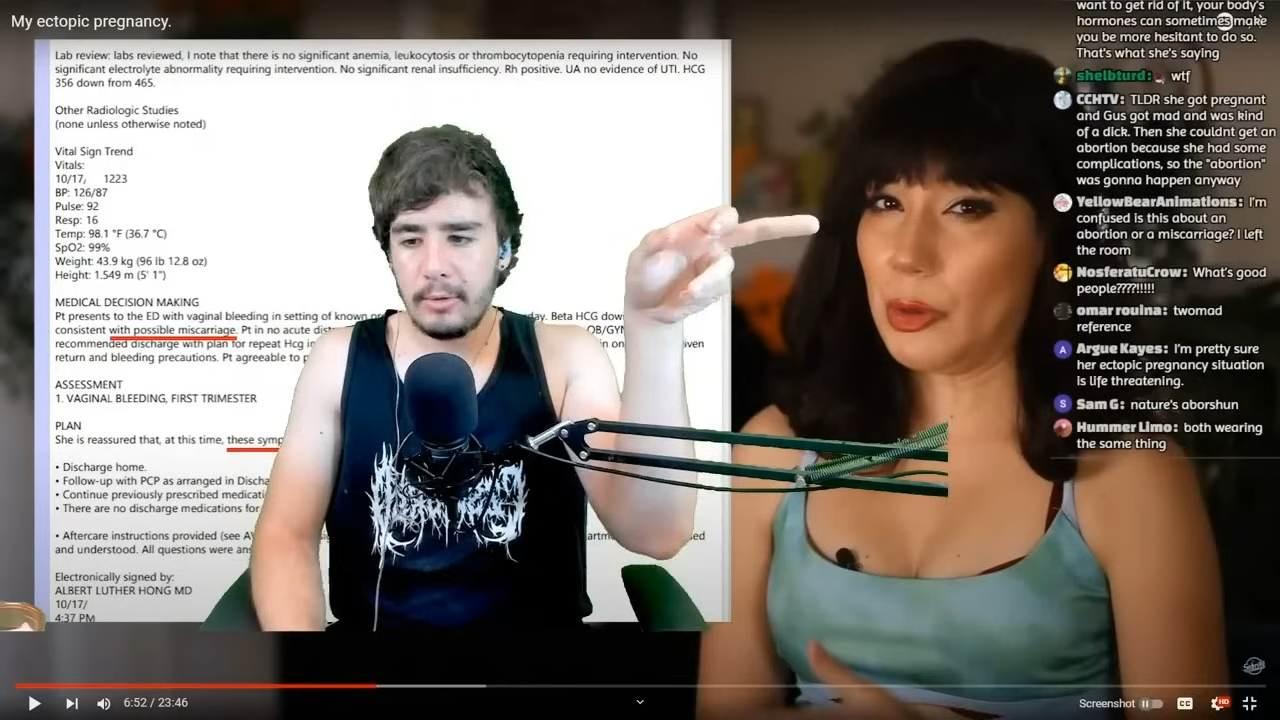 My ectopic pregnancy.
Lab review: labs reviewed, I note that there is no significant anemia, leukocytosis or thrombocytopenia requiring intervention. No
significant electrolyte abnormality requiring intervention. No significant renal insufficiency. Rh positive. UA no evidence of UTI. HCG
356 down from 465.
Other Radiologic Studies
(none unless otherwise noted)
Vital Sign Trend
Vitals:
10/17, 1223
BP: 126/87
Pulse: 92
Resp: 16
Temp: 98.1 °F (36.7 °C)
SpO2: 99%
Weight: 43.9 kg (96 lb 12.8 oz)
Height: 1.549 m (5' 1")
MEDICAL DECISION MAKING
Pt presents to the ED with vaginal bleeding in setting of known day. Beta HCG
consistent with possible miscarriage. Pt in no acute OB/GYN
recommended discharge with plan for repeat Hcg in
return and bleeding precautions. Pt agreeable to
ASSESSMENT
1. VAGINAL BLEEDING, FIRST TRIMESTER
PLAN
She is reassured that, at this time, these
• Discharge home.
• Follow-up with PCP as arranged in
• Continue previously prescribed
• There are no discharge medications for
• Aftercare instructions provided (see
and understood. All questions were
Electronically signed by:
ALBERT LUTHER HONG MD
10/17/
4:37 PM
want to get rid of it, your body's
hormones can sometimes make
you be more hesitant to do so.
That's what she's saying
shelbturd: wtf
CCHTV: TLDR she got pregnant
and Gus got mad and was kind
of a dick. Then she couldnt get an
abortion because she had some
complications, so the "abortion"
was gonna happen anyway
YellowBearAnimations: I'm
confused is this about an
abortion or a miscarriage? I left
the room
NosferatuCrow: What's good
people????!!!!!
omar rouina: twomad
reference
A
Argue Kayes: I'm pretty sure
her ectopic pregnancy situation
is life threatening.
S
Sam G: nature's aborshun
Hummer Limo: both wearing
the same thing
6:52 / 23:46
Screenshot
CC
HD